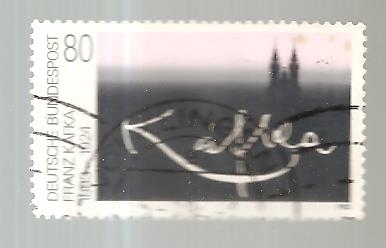 80
DEUTSCHE BUNDESPOST
FRANZ KAFKA
1883-1924
Kafka